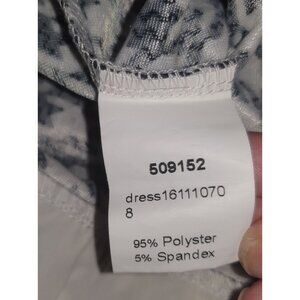 509152
dress16111070
8
95% Polyster
5% Spandex